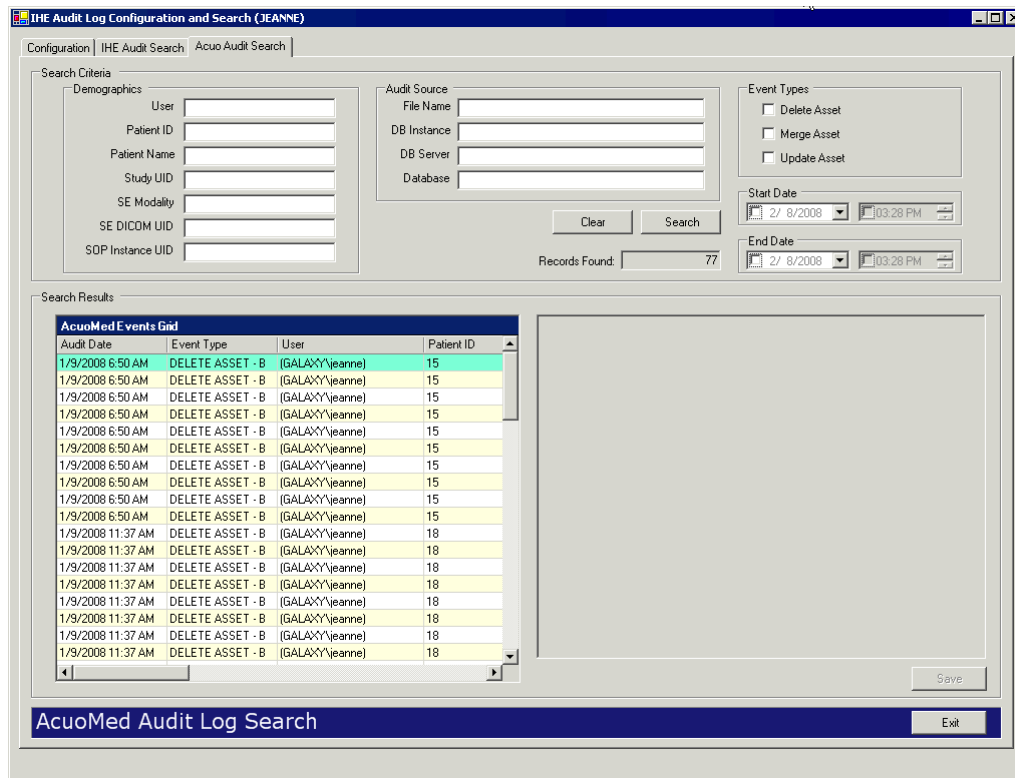 IHE Audit Log Configuration and Search (JEANNE)
Configuration IHE Audit Search Acuo Audit Search
Search Criteria
Demographics
User
Patient ID
Patient Name
Study UID
SE Modality
SE DICOM UID
SOP Instance UID
Audit Source
File Name
DB Instance
DB Server
Database
Clear Search
Records Found: 77
Event Types
Delete Asset
Merge Asset
Update Asset
Start Date
2/ 8/2008 03:28 PM
End Date
2/ 8/2008 03:28 PM
Search Results
AcuoMed Events Grid
Audit Date Event Type User Patient ID
1/9/2008 6:50 AM DELETE ASSET - B (GALAXY\jeanne) 15
1/9/2008 6:50 AM DELETE ASSET - B (GALAXY\jeanne) 15
1/9/2008 6:50 AM DELETE ASSET - B (GALAXY\jeanne) 15
1/9/2008 6:50 AM DELETE ASSET - B (GALAXY\jeanne) 15
1/9/2008 6:50 AM DELETE ASSET - B (GALAXY\jeanne) 15
1/9/2008 6:50 AM DELETE ASSET - B (GALAXY\jeanne) 15
1/9/2008 6:50 AM DELETE ASSET - B (GALAXY\jeanne) 15
1/9/2008 6:50 AM DELETE ASSET - B (GALAXY\jeanne) 15
1/9/2008 6:50 AM DELETE ASSET - B (GALAXY\jeanne) 15
1/9/2008 6:50 AM DELETE ASSET - B (GALAXY\jeanne) 15
1/9/2008 11:37 AM DELETE ASSET - B (GALAXY\jeanne) 18
1/9/2008 11:37 AM DELETE ASSET - B (GALAXY\jeanne) 18
1/9/2008 11:37 AM DELETE ASSET - B (GALAXY\jeanne) 18
1/9/2008 11:37 AM DELETE ASSET - B (GALAXY\jeanne) 18
1/9/2008 11:37 AM DELETE ASSET - B (GALAXY\jeanne) 18
1/9/2008 11:37 AM DELETE ASSET - B (GALAXY\jeanne) 18
1/9/2008 11:37 AM DELETE ASSET - B (GALAXY\jeanne) 18
1/9/2008 11:37 AM DELETE ASSET - B (GALAXY\jeanne) 18
Save
AcuoMed Audit Log Search
Exit